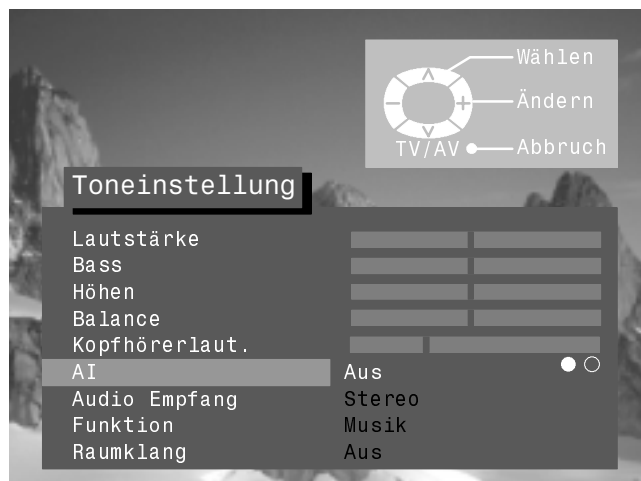 Wählen
Ändern
TV/AV Abbruch
Toneinstellung
Lautstärke
Bass
Höhen
Balance
Kopfhörerlaut.
AI Aus
Audio Empfang Stereo
Funktion Musik
Raumklang Aus